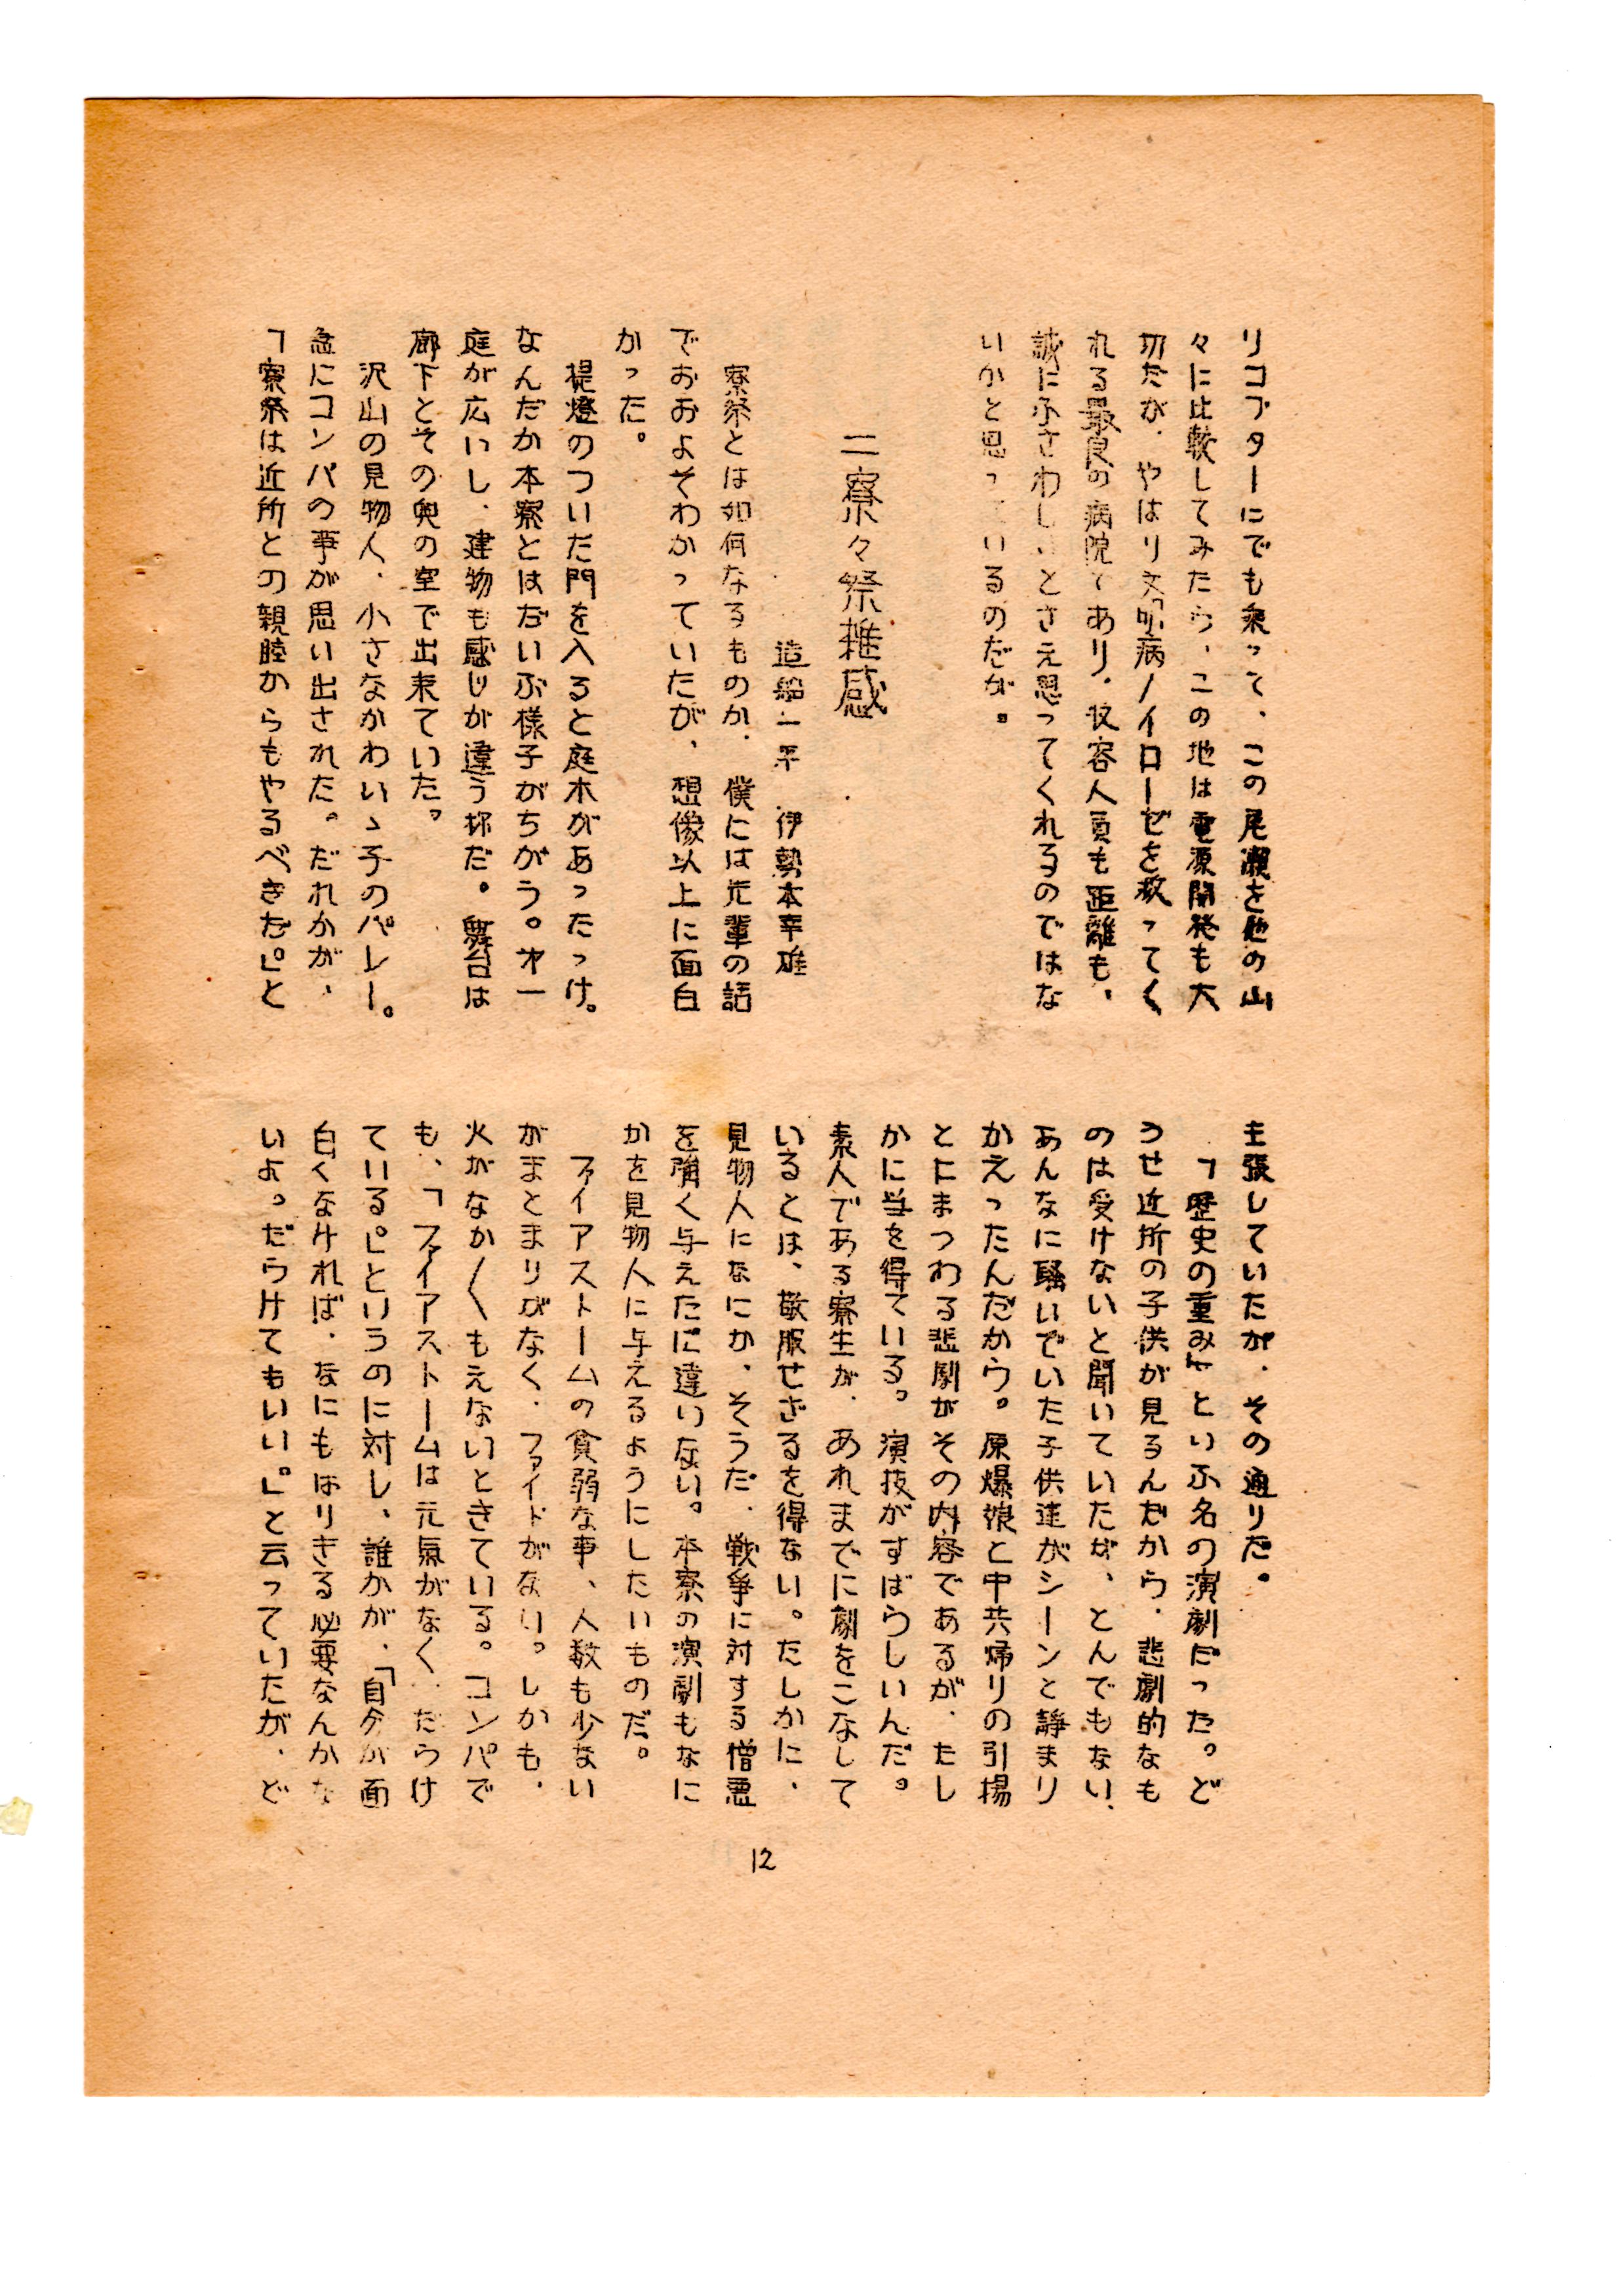 リコプターにでも乗って、この尾瀬を他の山
々に比較してみたら、この地は電源開発も大
切だが、やはり文明病ノイローゼを救ってく
れる最良の病院であり、收容人員も距離も、
誠にふさわしいとさえ思ってくれるのではな
いかと思っているのだが。
二寮々祭雑感
造船一年　伊勢本幸雄
寮祭とは如何なるものか、僕には先輩の話
でおおよそわかっていたが、想像以上に面白
かった。
提燈のついた門を入ると庭木があったっけ。
なんだか本寮とはだいぶ様子がちがう。才一
庭が広いし、建物も感じが違う様だ。舞台は
廊下とその奥の室で出来ていた。
沢山の見物人、小さなかわいゝ子のバレー。
急にコンパの事が思い出された。だれかが、
「寮祭は近所との親睦からもやるべきだ。」と
主張していたが、その通りだ。
「歴史の重み」といふ名の演劇だった。ど
うせ近所の子供が見るんだから、悲劇的なも
のは受けないと聞いていたが、とんでもない、
あんなに騒いでいた子供達がシーンと静まり
かえったんだから。原爆娘と中共帰りの引揚
とにまつわる悲劇がその内容であるが、たし
かに当を得ている。演技がすばらしいんだ。
素人である寮生が、あれまでに劇をこなして
いるとは、敬服せざるを得ない。たしかに、
見物人になにか、そうだ、戦争に対する憎悪
を強く与えたに違いない。本寮の演劇もなに
かを見物人に与えるようにしたいものだ。
ファイアストームの貧弱な事、人数も少ない
がまとまりがなく、ファイドがない。しかも、
火がなか〱もえないときている。コンパで
も、「ファイアストームは元氣がなく、だらけ
ている。」というのに対し、誰かが、「自分が面
白くなければ、なにもはりきる必要なんかな
いよ。だらけてもいい。」と云っていたが、ど
12